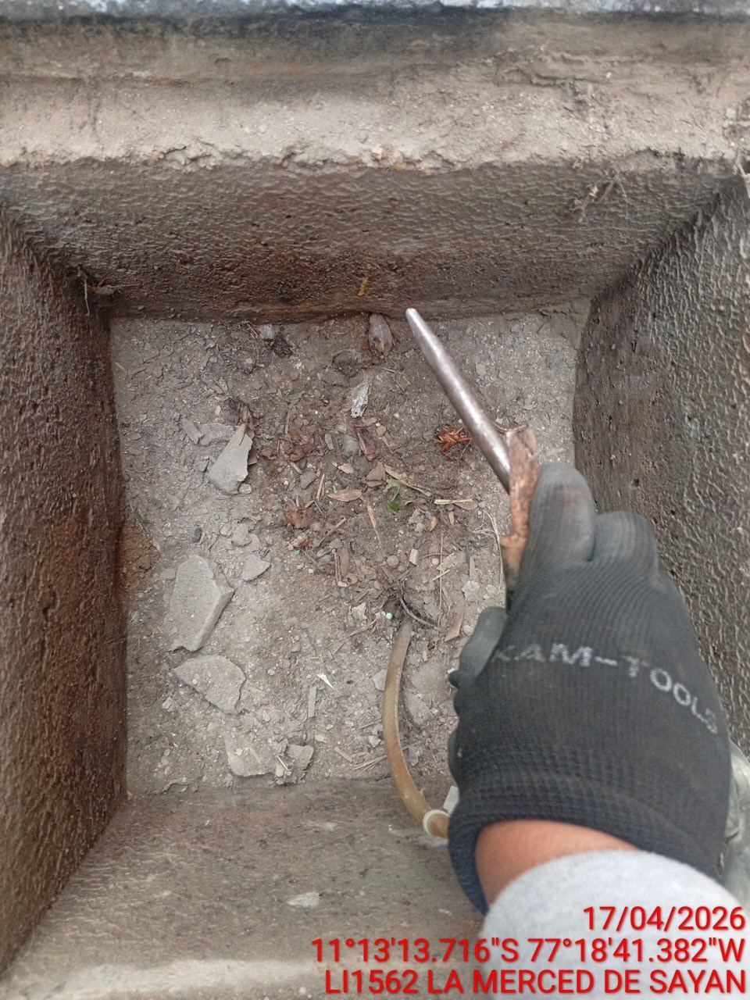 KAM-TOOLS
17/04/2026
11°13'13.716"S 77°18'41.382"W
LI1562 LA MERCED DE SAYAN